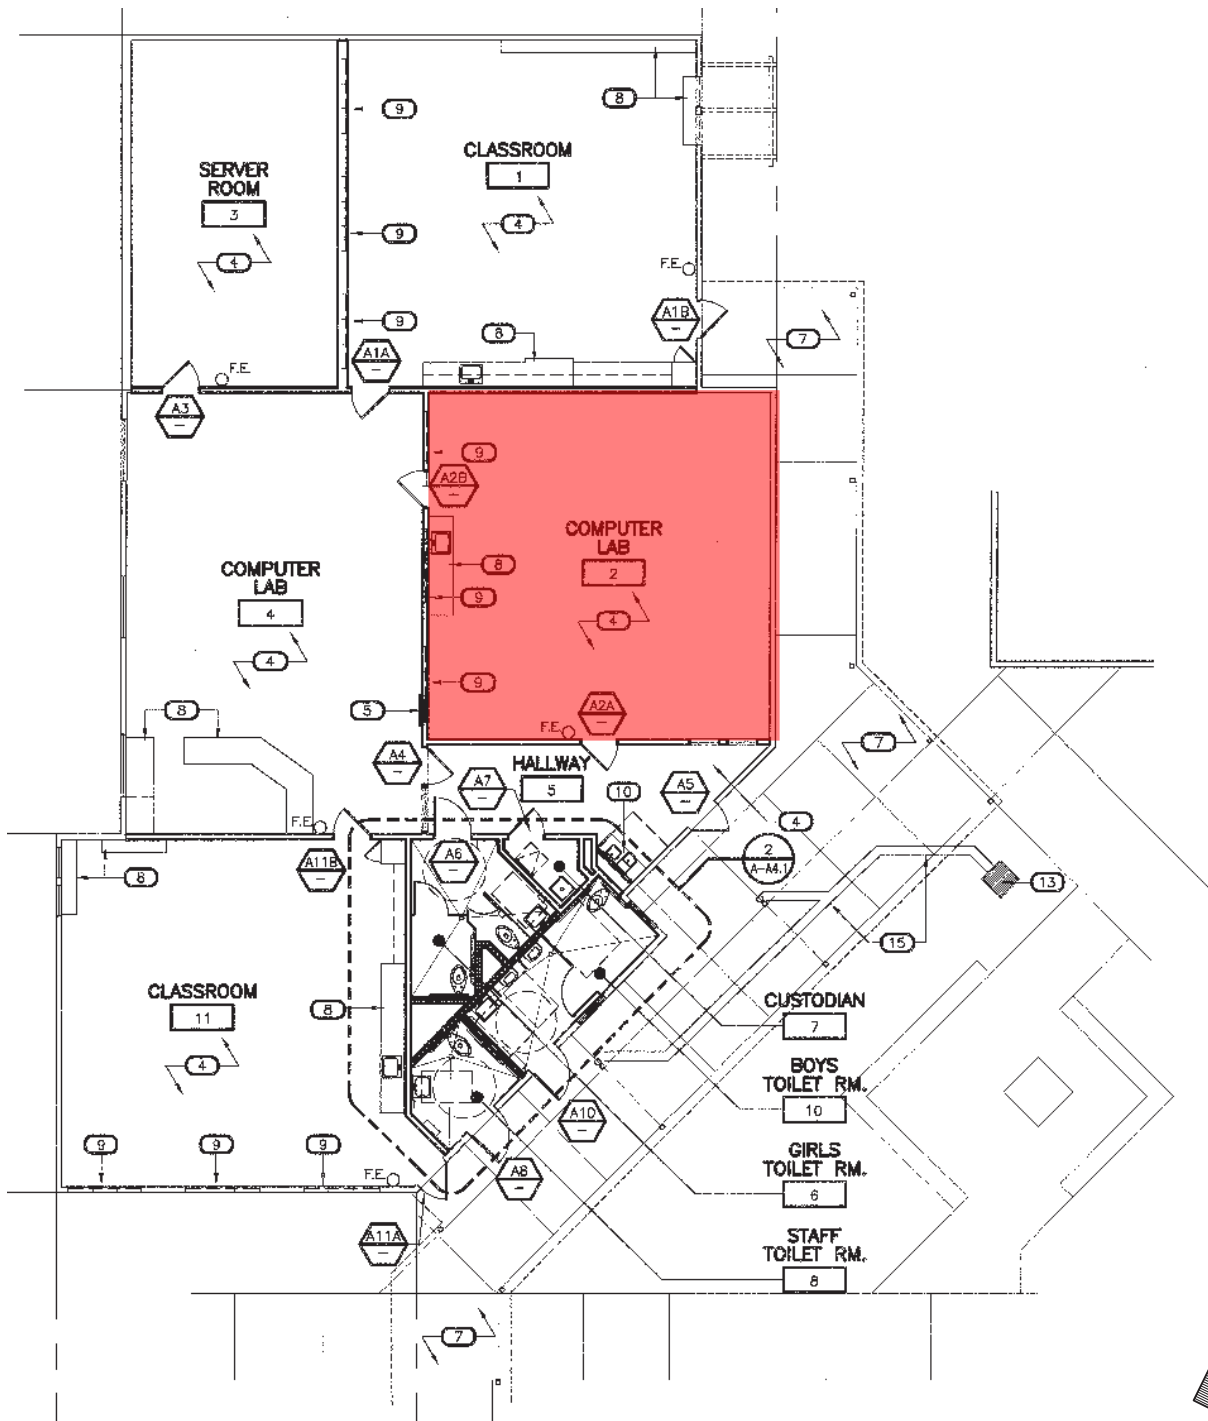 8
9
CLASSROOM
1
SERVER
ROOM
3
4
9
4
F.E.
A1B
—
9
8
7
A1A
—
F.E.
A3
—
9
A2B
—
COMPUTER
LAB
2
8
COMPUTER
LAB
4
9
4
4
9
8
5
A2A
—
F.E.
7
A4
—
HALLWAY
5
A7
—
10
A5
—
4
F.E.
2
A-A4.1
A11B
—
A6
—
8
13
15
CLASSROOM
11
8
CUSTODIAN
7
4
BOYS
TOILET RM.
10
A10
—
9
9
9
GIRLS
TOILET RM.
6
F.E.
A8
—
A11A
—
STAFF
TOILET RM.
8
7